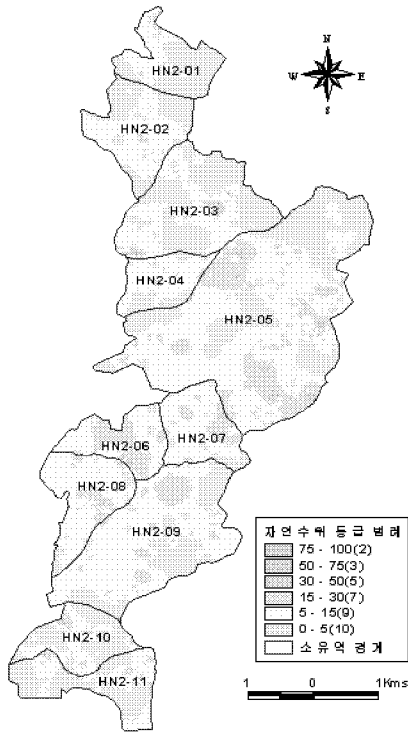 N
W E
S
HN2-01
HN2-02
HN2-03
HN2-04
HN2-05
HN2-06
HN2-07
HN2-08
HN2-09
HN2-10
HN2-11
자연수위 등급 범례
75 - 100(2)
50 - 75(3)
30 - 50(5)
15 - 30(7)
5 - 15(9)
0 - 5(10)
소유역 경계
1 0 1Kms